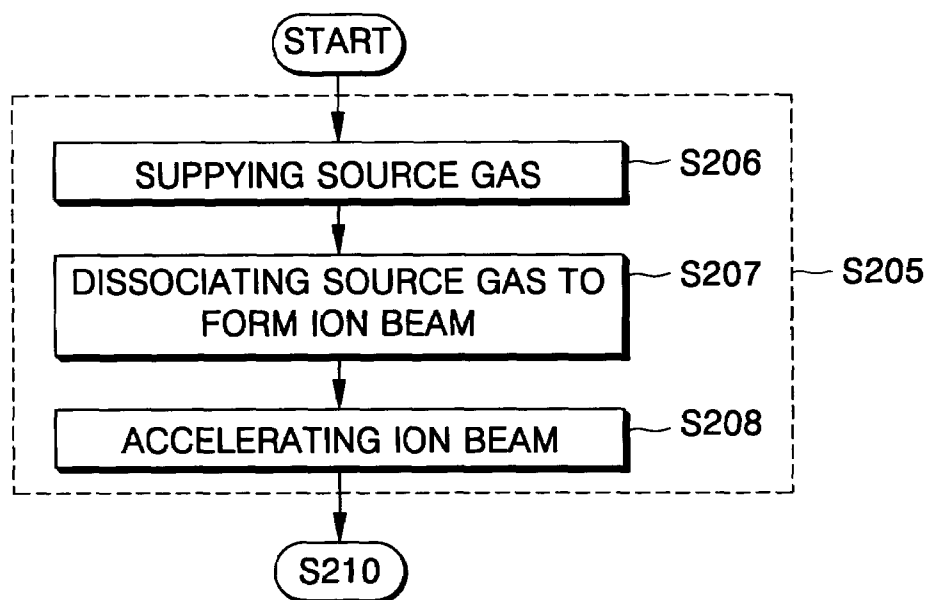 START
SUPPYING SOURCE GAS
S206
DISSOCIATING SOURCE GAS TO
FORM ION BEAM
S207
S205
ACCELERATING ION BEAM
S208
S210